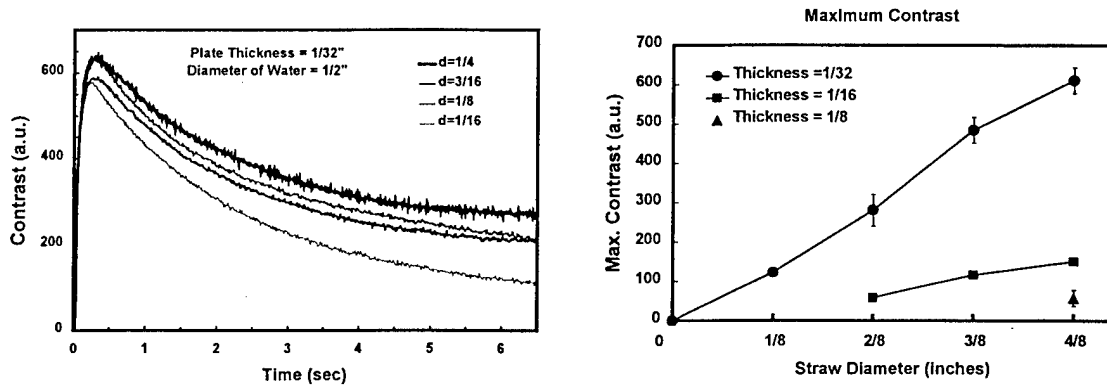 Plate Thickness = 1/32"
Diameter of Water = 1/2"
d=1/4
d=3/16
d=1/8
d=1/16
Contrast (a.u.)
600
400
200
0
0
1
2
3
4
5
6
Time (sec)
Maximum Contrast
Thickness =1/32
Thickness = 1/16
Thickness = 1/8
Max. Contrast (a.u.)
700
600
500
400
300
200
100
0
0
1/8
2/8
3/8
4/8
Straw Diameter (Inches)